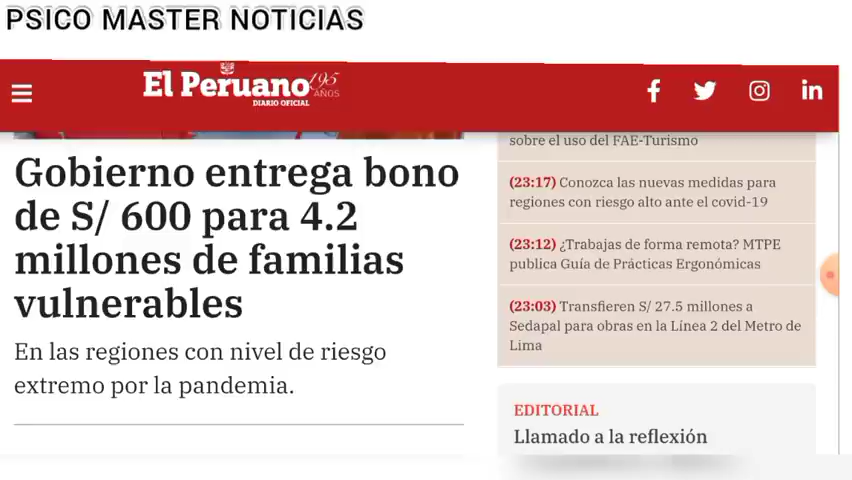 PSICO MASTER NOTICIAS
El Peruano
195
AÑOS
DIARIO OFICIAL
Gobierno entrega bono
de S/ 600 para 4.2
millones de familias
vulnerables
En las regiones con nivel de riesgo
extremo por la pandemia.
sobre el uso del FAE-Turismo
(23:17) Conozca las nuevas medidas para
regiones con riesgo alto ante el covid-19
(23:12) ¿Trabajas de forma remota? MTPE
publica Guía de Prácticas Ergonómicas
(23:03) Transfieren S/ 27.5 millones a
Sedapal para obras en la Línea 2 del Metro de
Lima
EDITORIAL
Llamado a la reflexión